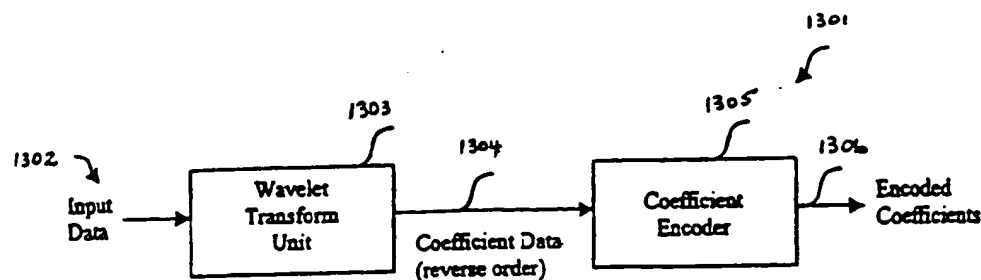 1301
1303
1305
1302
1304
1306
Input
Data
Wavelet
Transform
Unit
Coefficient Data
(reverse order)
Coefficient
Encoder
Encoded
Coefficients